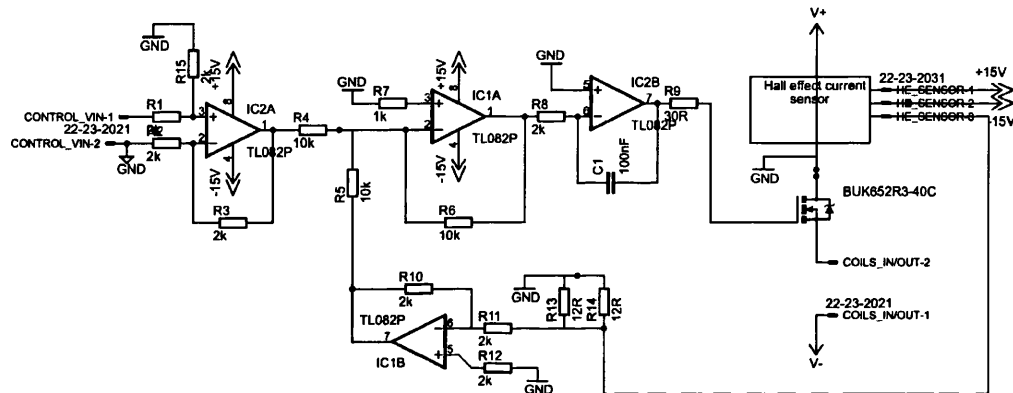 V+
GND
R15
2k
+15V
8
IC2A
R1
3
CONTROL_VIN-1
22-23-2021
CONTROL_VIN-2
2k
GND
2
1
4
-15V
TL082P
R3
2k
R4
10k
R5
10k
GND
R7
1k
+15V
8
IC1A
3
2
1
4
-15V
TL082P
R6
10k
R8
2k
GND
5
6
7
IC2B
TL082P
C1
100nF
R9
30R
Hall effect current
sensor
22-23-2031
HE_SENSOR-1
HE_SENSOR-2
HE_SENSOR-3
+15V
-15V
GND
BUK652R3-40C
COILS_IN/OUT-2
22-23-2021
COILS_IN/OUT-1
V-
R10
2k
TL082P
7
6
5
IC1B
R11
2k
R12
2k
GND
GND
R13
12R
R14
12R